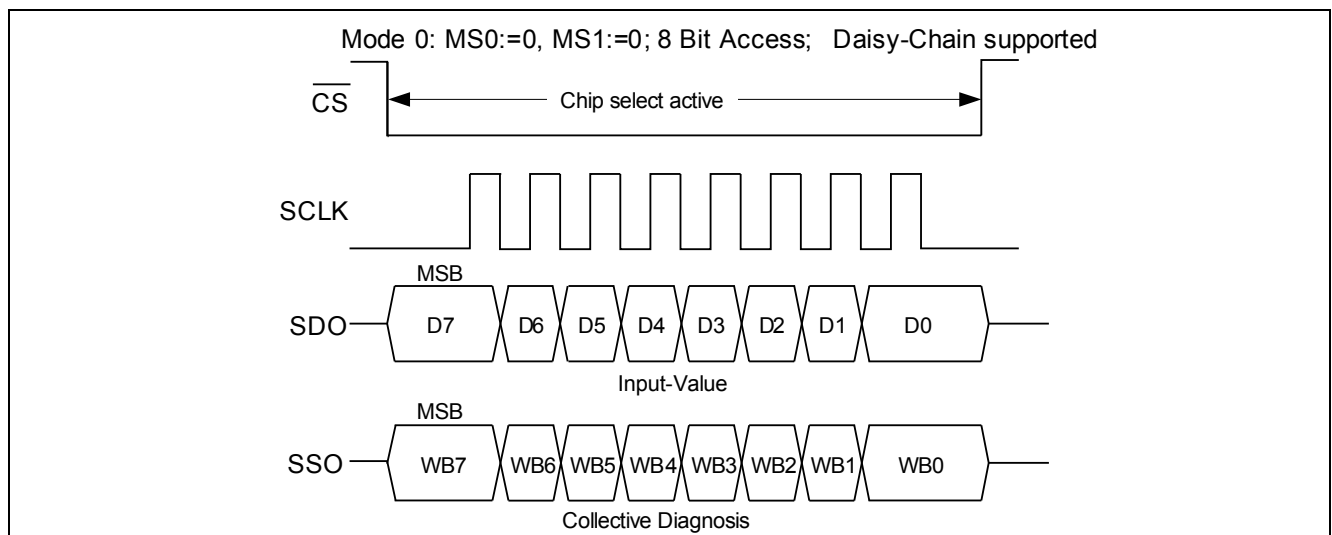 Mode 0: MS0:=0, MS1:=0; 8 Bit Access; Daisy-Chain supported
CS
Chip select active
SCLK
MSB
SDO D7 D6 D5 D4 D3 D2 D1 D0
Input-Value
MSB
SSO WB7 WB6 WB5 WB4 WB3 WB2 WB1 WB0
Collective Diagnosis